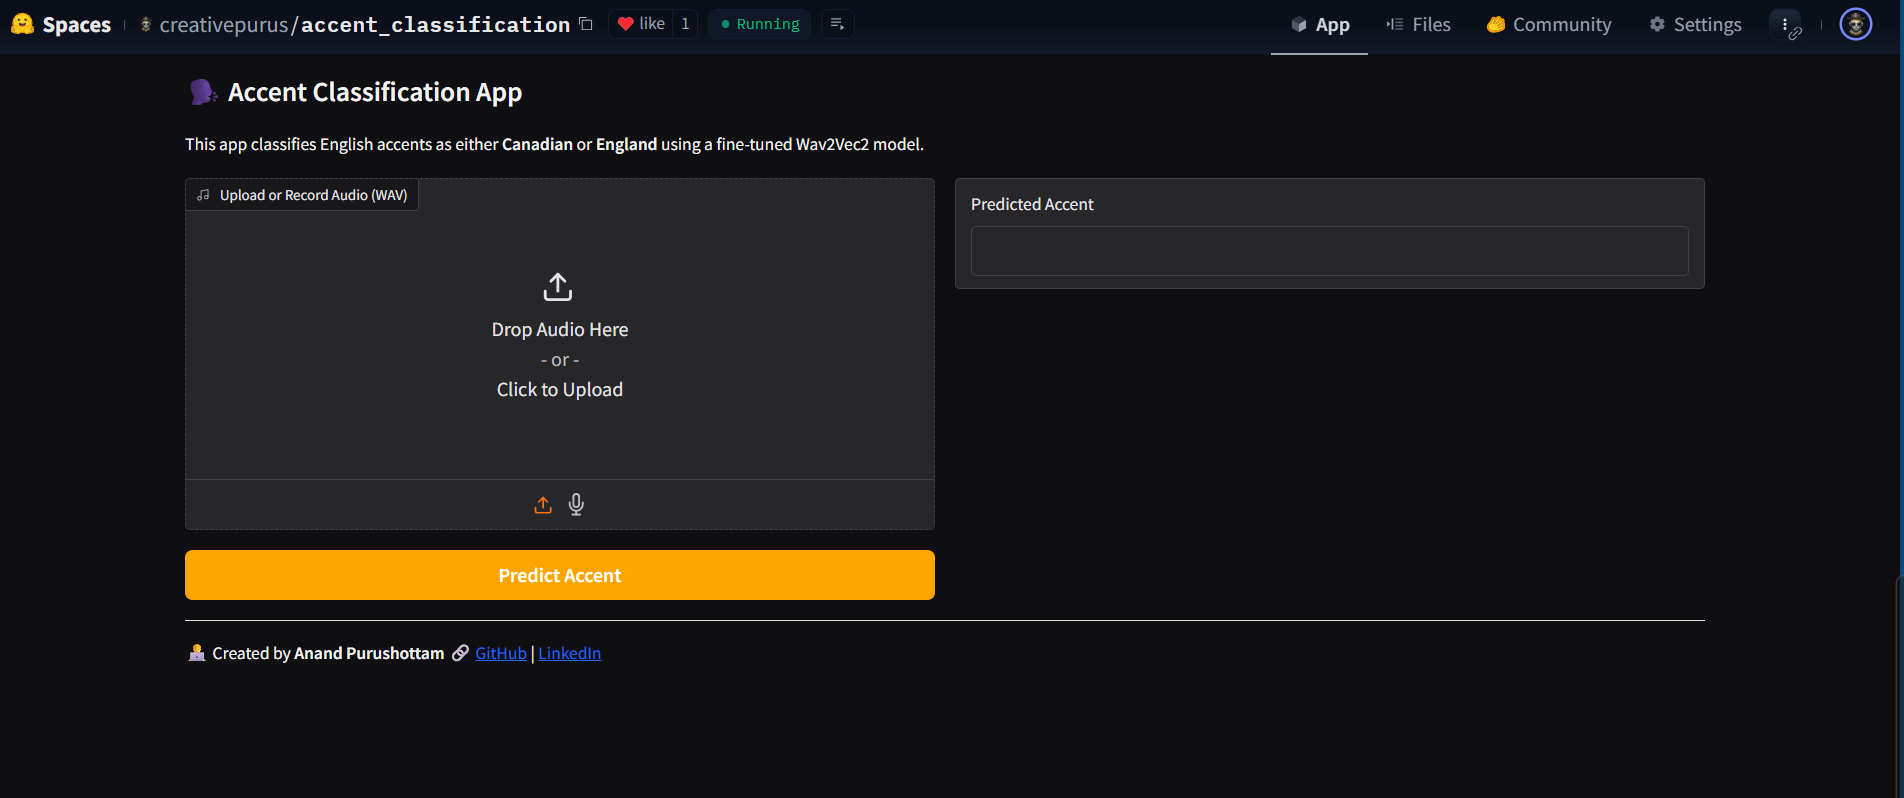 Spaces
creativepurus/accent_classification
like 1
Running
App
Files
Community
Settings
Accent Classification App
This app classifies English accents as either Canadian or England using a fine-tuned Wav2Vec2 model.
Upload or Record Audio (WAV)
Drop Audio Here
- or -
Click to Upload
Predict Accent
Predicted Accent
Created by Anand Purushottam GitHub | LinkedIn